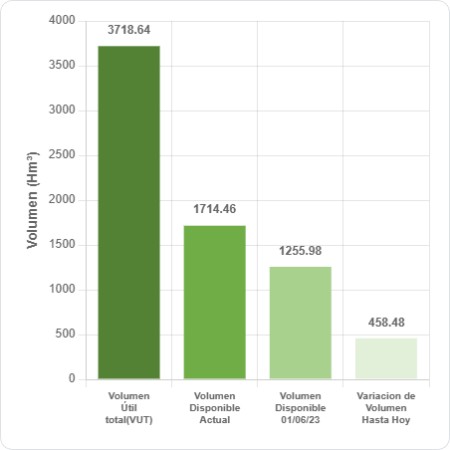 4000
3718.64
3500
3000
2500
2000
1714.46
1500
1255.98
1000
500
458.48
0
Volumen (Hm³)
Volumen
Útil
total(VUT)
Volumen
Disponible
Actual
Volumen
Disponible
01/06/23
Variacion de
Volumen
Hasta Hoy